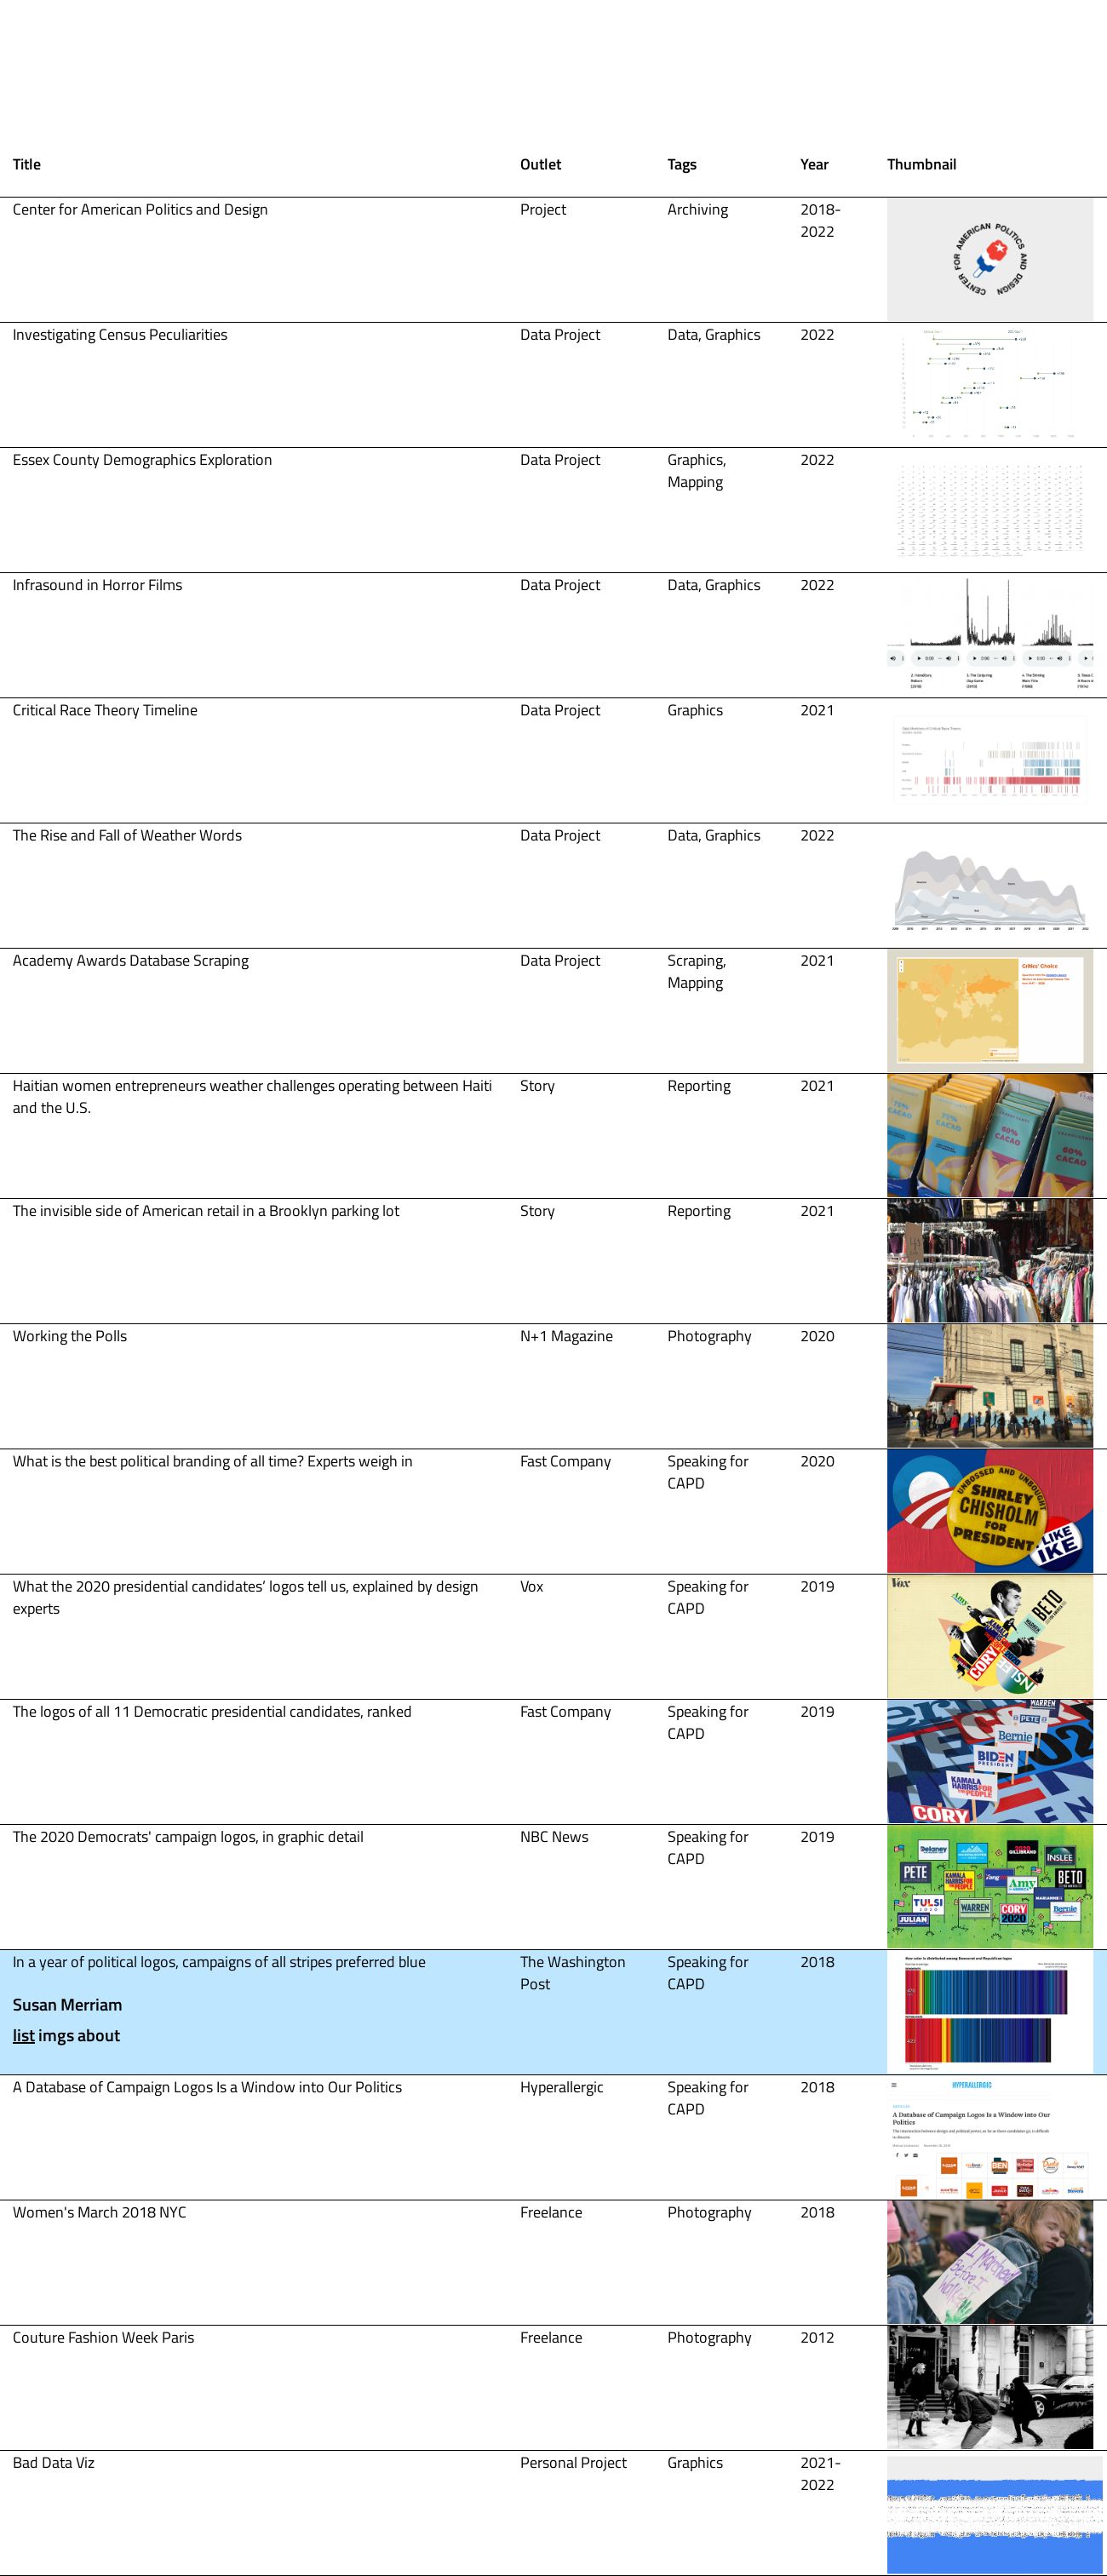 Title Outlet Tags Year Thumbnail
Center for American Politics and Design Project Archiving 2018-
2022
CENTER FOR AMERICAN POLITICS AND DESIGN
Investigating Census Peculiarities Data Project Data, Graphics 2022
Essex County Demographics Exploration Data Project Graphics, 2022
Mapping
Infrasound in Horror Films Data Project Data, Graphics 2022
0:00 0:00 0:00
Critical Race Theory Timeline Data Project Graphics 2021
The Rise and Fall of Weather Words Data Project Data, Graphics 2022
Academy Awards Database Scraping Data Project Scraping, 2021
Mapping
Critics' Choice
Haitian women entrepreneurs weather challenges operating between Haiti Story Reporting 2021
and the U.S.
72% CACAO
60% CACAO
The invisible side of American retail in a Brooklyn parking lot Story Reporting 2021
Working the Polls N+1 Magazine Photography 2020
What is the best political branding of all time? Experts weigh in Fast Company Speaking for 2020
CAPD
UNBOSSED AND UNBOUGHT
SHIRLEY
CHISHOLM
FOR
PRESIDENT
LIKE
IKE
What the 2020 presidential candidates’ logos tell us, explained by design Vox Speaking for 2019
experts CAPD
Vox
Amy
BETO
CORY
INSLEE
The logos of all 11 Democratic presidential candidates, ranked Fast Company Speaking for 2019
CAPD
WARREN
PETE
Bernie
BIDEN
PRESIDENT
KAMALA
HARRIS FOR
THE PEOPLE
CORY
The 2020 Democrats' campaign logos, in graphic detail NBC News Speaking for 2019
CAPD
Delaney
GILLIBRAND
INSLEE
PETE
KAMALA
HARRIS FOR
THE PEOPLE
Yang
Amy
BETO
MARIANNE
TULSI
2020
WARREN
CORY
2020
Bernie
JULIAN
In a year of political logos, campaigns of all stripes preferred blue The Washington Speaking for 2018
Post CAPD
Susan Merriam
list imgs about
A Database of Campaign Logos Is a Window into Our Politics Hyperallergic Speaking for 2018
CAPD
HYPERALLERGIC
A Database of Campaign Logos Is a Window into Our
Politics
Women's March 2018 NYC Freelance Photography 2018
I Marched
Before I
Walked
Couture Fashion Week Paris Freelance Photography 2012
Bad Data Viz Personal Project Graphics 2021-
2022